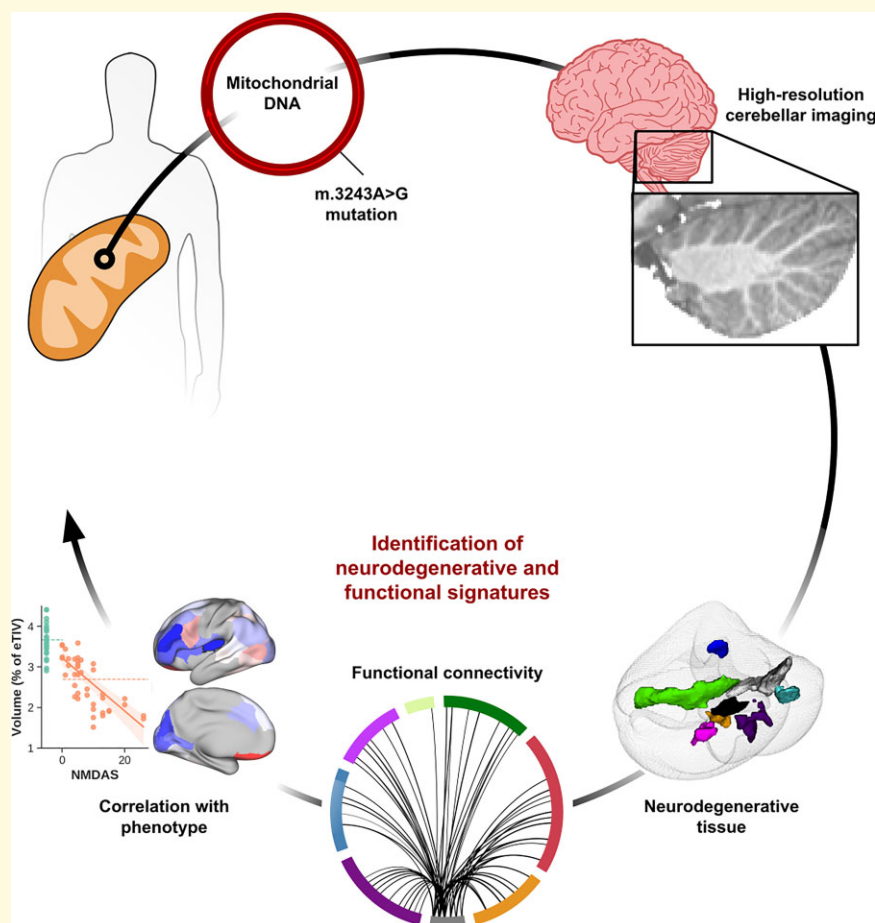 Mitochondrial
DNA
m.3243A>G
mutation
High-resolution
cerebellar imaging
Identification of
neurodegenerative and
functional signatures
Functional connectivity
Neurodegenerative
tissue
Volume (% of eTIV)
4
3
2
1
0
20
NMDAS
Correlation with
phenotype